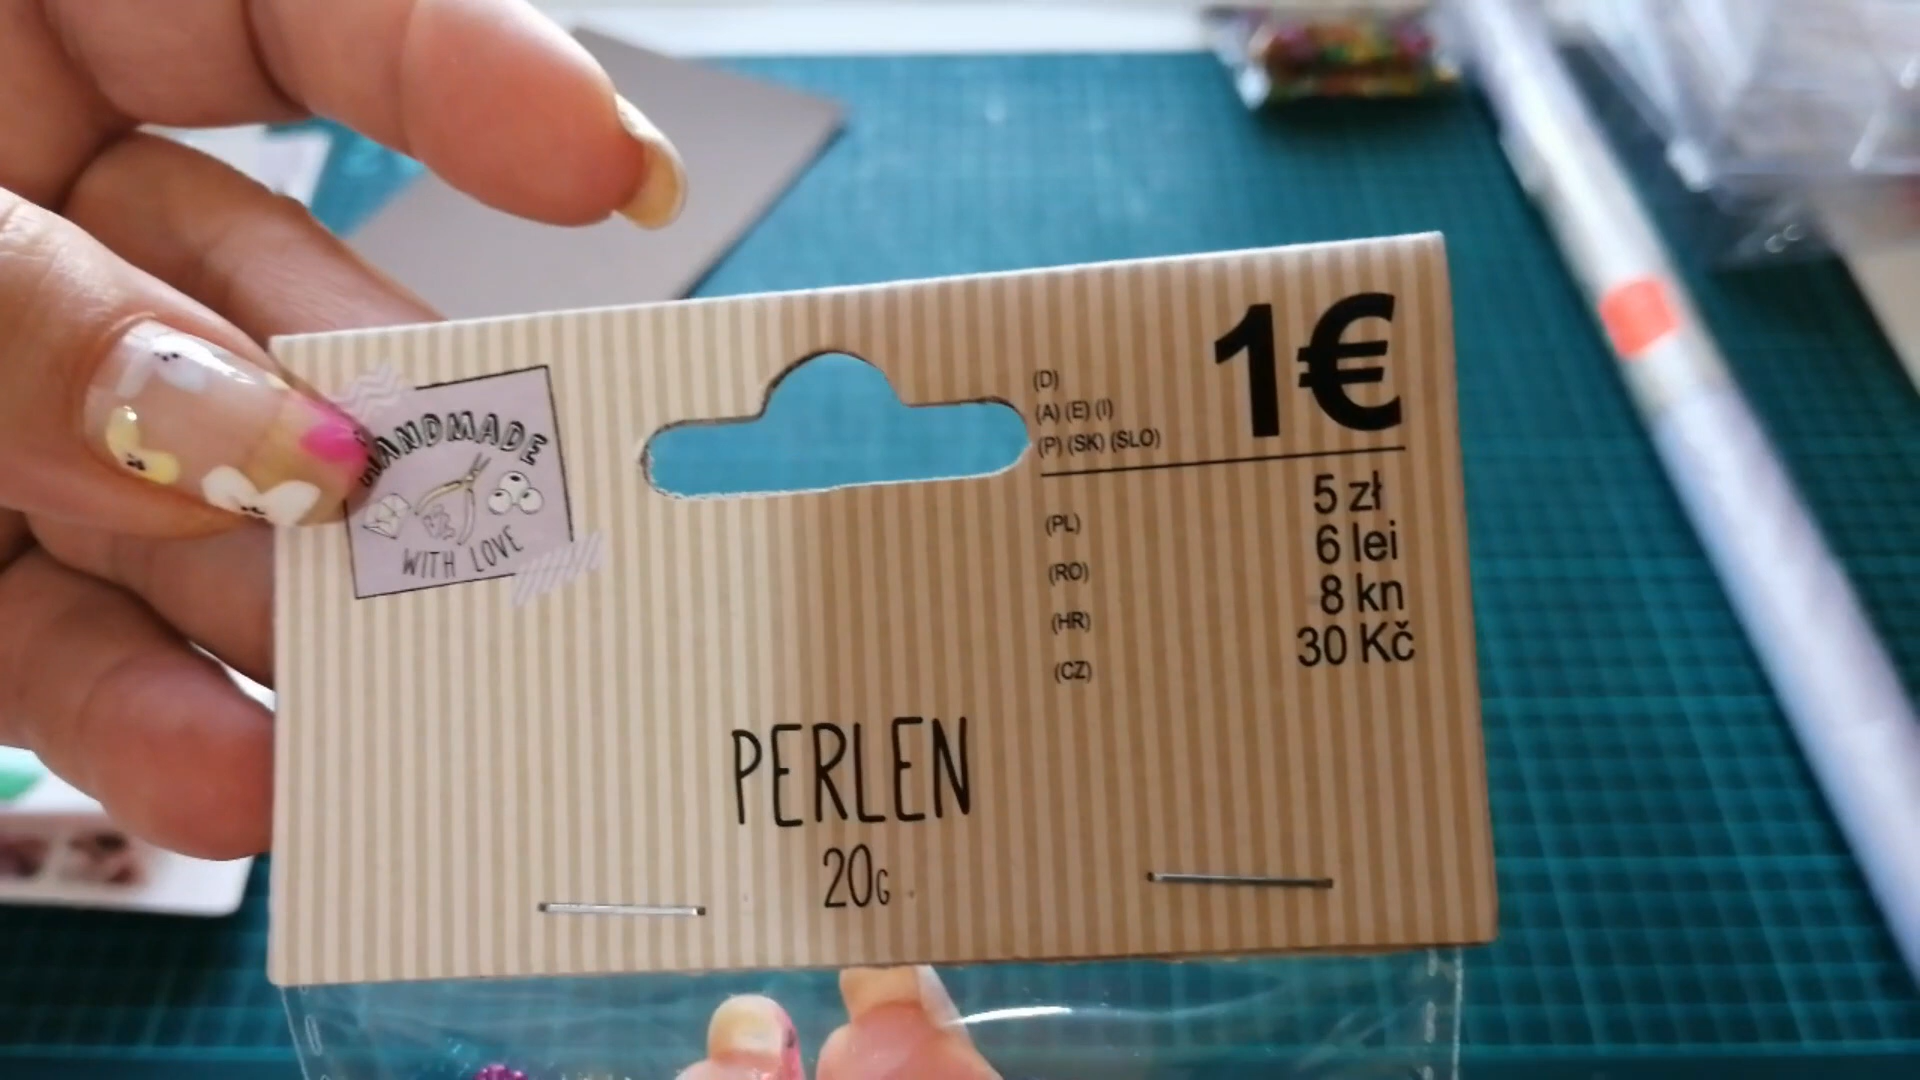 HANDMADE
WITH LOVE
1€
(D)
(A) (E) (I)
(P) (SK) (SLO)
(PL) 5 zł
(RO) 6 lei
(HR) 8 kn
(CZ) 30 Kč
PERLEN
20G